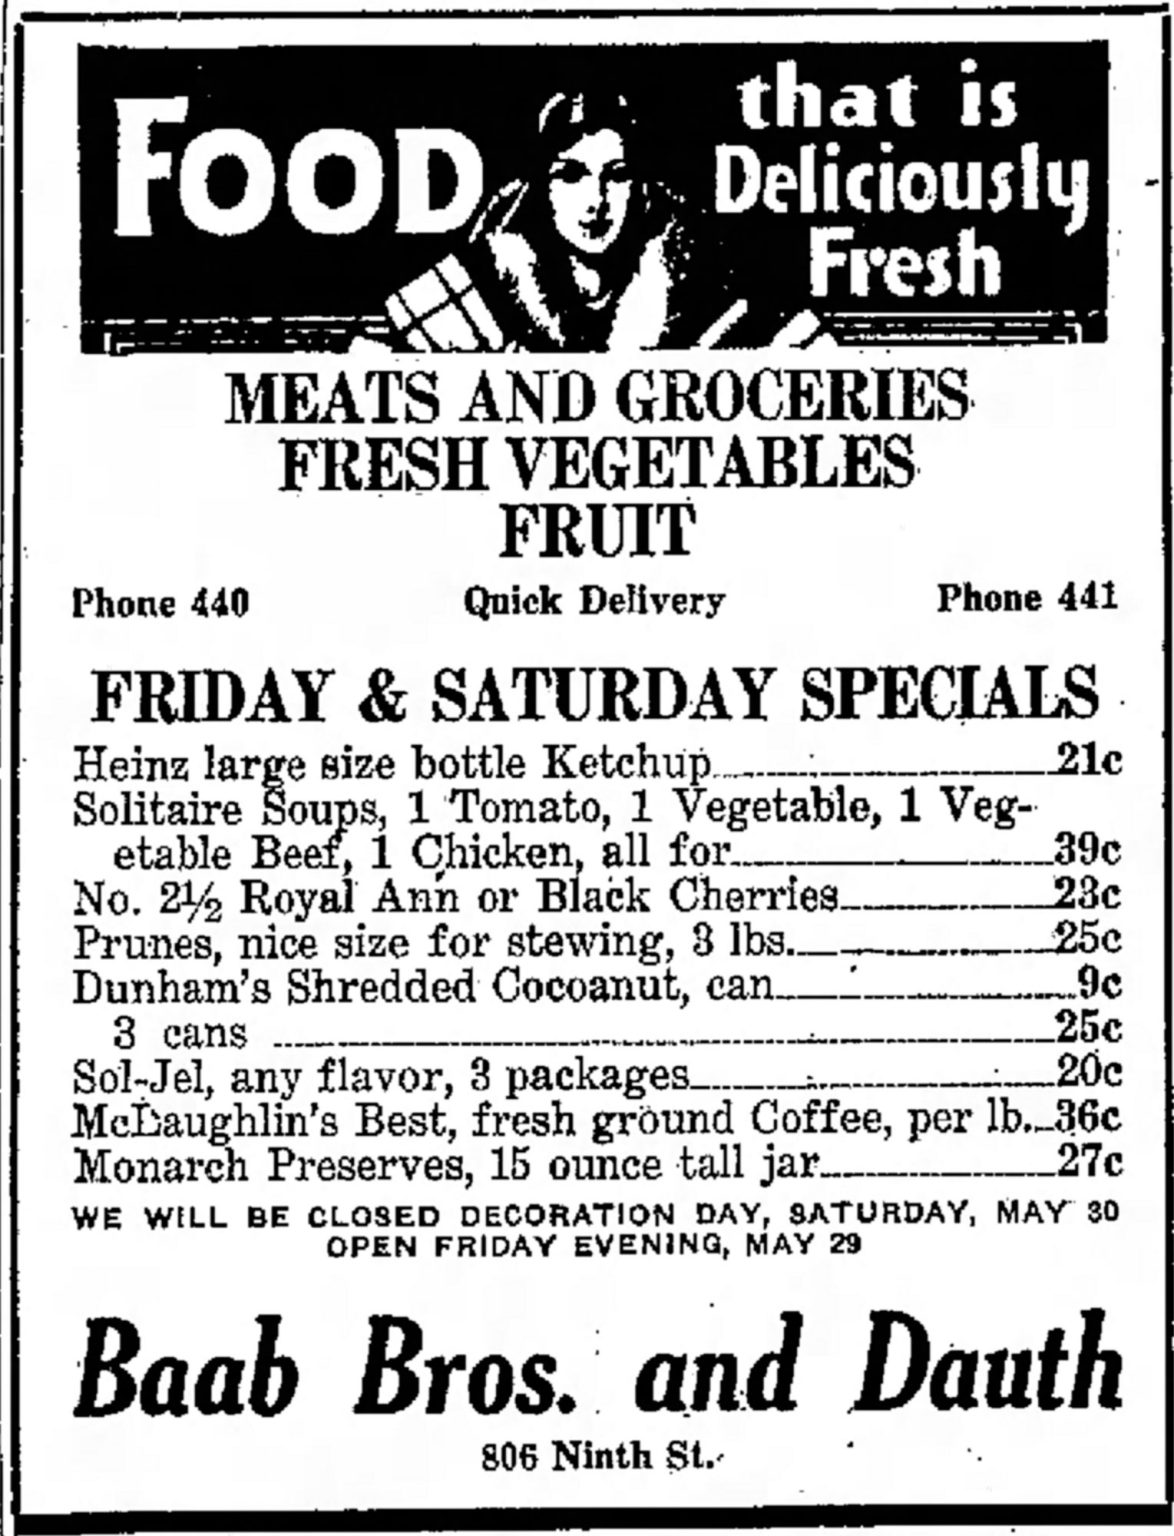 FOOD that is
Deliciously
Fresh
MEATS AND GROCERIES
FRESH VEGETABLES
FRUIT
Phone 440 Quick Delivery Phone 441
FRIDAY & SATURDAY SPECIALS
Heinz large size bottle Ketchup 21c
Solitaire Soups, 1 Tomato, 1 Vegetable, 1 Veg-
etable Beef, 1 Chicken, all for 39c
No. 2½ Royal Ann or Black Cherries 23c
Prunes, nice size for stewing, 3 lbs. 25c
Dunham's Shredded Cocoanut, can 9c
3 cans 25c
Sol-Jel, any flavor, 3 packages 20c
McLaughlin's Best, fresh ground Coffee, per lb. 36c
Monarch Preserves, 15 ounce tall jar 27c
WE WILL BE CLOSED DECORATION DAY, SATURDAY, MAY 30
OPEN FRIDAY EVENING, MAY 29
Baab Bros. and Dauth
806 Ninth St.